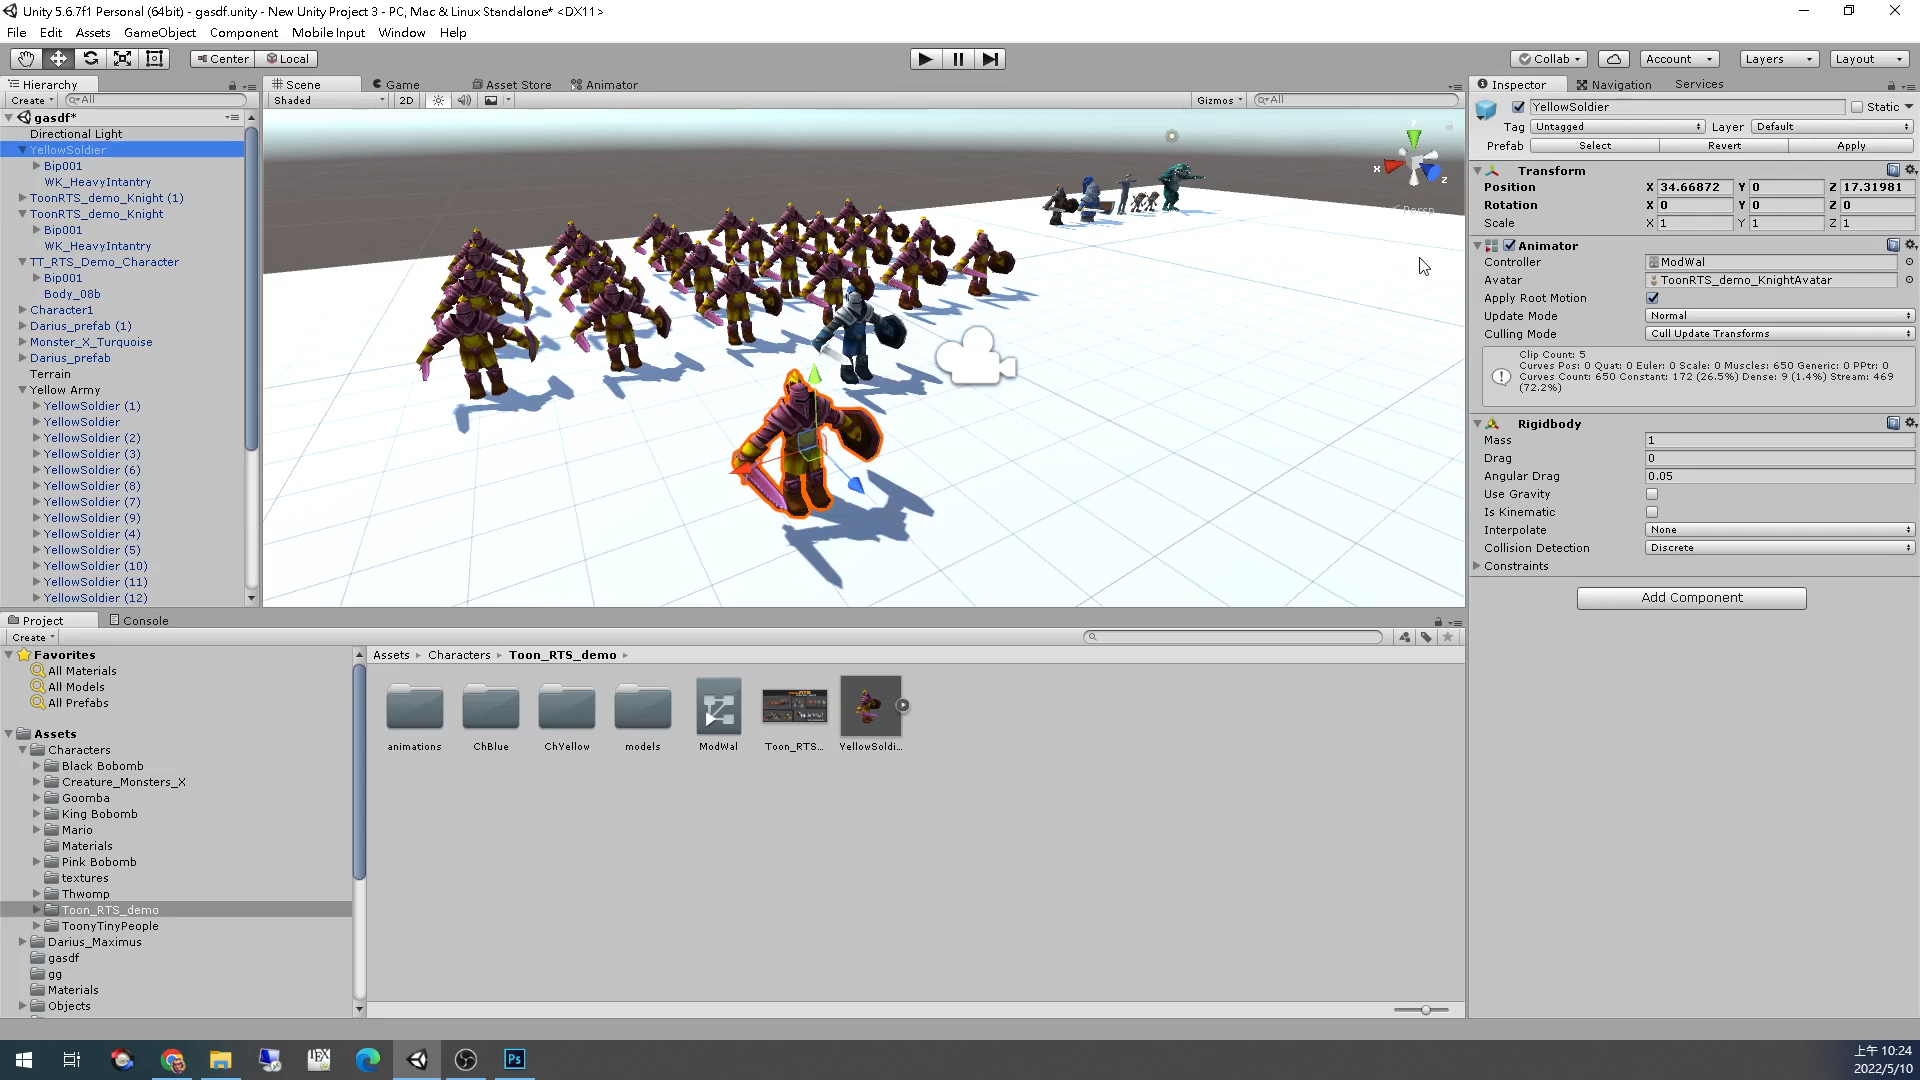 Unity 5.6.7f1 Personal (64bit) - gasdf.unity - New Unity Project 3 - PC, Mac & Linux Standalone* <DX11>
File Edit Assets GameObject Component Mobile Input Window Help
Center Local
Collab Account Layers Layout
Hierarchy
Create All
gasdf*
Directional Light
YellowSoldier
Bip001
WK_HeavyIntantry
ToonRTS_demo_Knight (1)
ToonRTS_demo_Knight
Bip001
WK_HeavyIntantry
TT_RTS_Demo_Character
Bip001
Body_08b
Character1
Darius_prefab (1)
Monster_X_Turquoise
Darius_prefab
Terrain
Yellow Army
YellowSoldier (1)
YellowSoldier
YellowSoldier (2)
YellowSoldier (3)
YellowSoldier (6)
YellowSoldier (8)
YellowSoldier (7)
YellowSoldier (9)
YellowSoldier (4)
YellowSoldier (5)
YellowSoldier (10)
YellowSoldier (11)
YellowSoldier (12)
Scene Game Asset Store Animator
Shaded 2D Gizmos All
y
x
z
Persp
Inspector Navigation Services
YellowSoldier Static
Tag Untagged Layer Default
Prefab Select Revert Apply
Transform
Position X 34.66872 Y 0 Z 17.31981
Rotation X 0 Y 0 Z 0
Scale X 1 Y 1 Z 1
Animator
Controller ModWal
Avatar ToonRTS_demo_KnightAvatar
Apply Root Motion
Update Mode Normal
Culling Mode Cull Update Transforms
Clip Count: 5
Curves Pos: 0 Quat: 0 Euler: 0 Scale: 0 Muscles: 650 Generic: 0 PPtr: 0
Curves Count: 650 Constant: 172 (26.5%) Dense: 9 (1.4%) Stream: 469
(72.2%)
Rigidbody
Mass 1
Drag 0
Angular Drag 0.05
Use Gravity
Is Kinematic
Interpolate None
Collision Detection Discrete
Constraints
Add Component
Project Console
Create
Favorites
All Materials
All Models
All Prefabs
Assets
Characters
Black Bobomb
Creature_Monsters_X
Goomba
King Bobomb
Mario
Materials
Pink Bobomb
textures
Thwomp
Toon_RTS_demo
ToonyTinyPeople
Darius_Maximus
gasdf
gg
Materials
Objects
Assets Characters Toon_RTS_demo
animations ChBlue ChYellow models ModWal Toon_RTS... YellowSoldi...
TEX
Ps
上午 10:24
2022/5/10